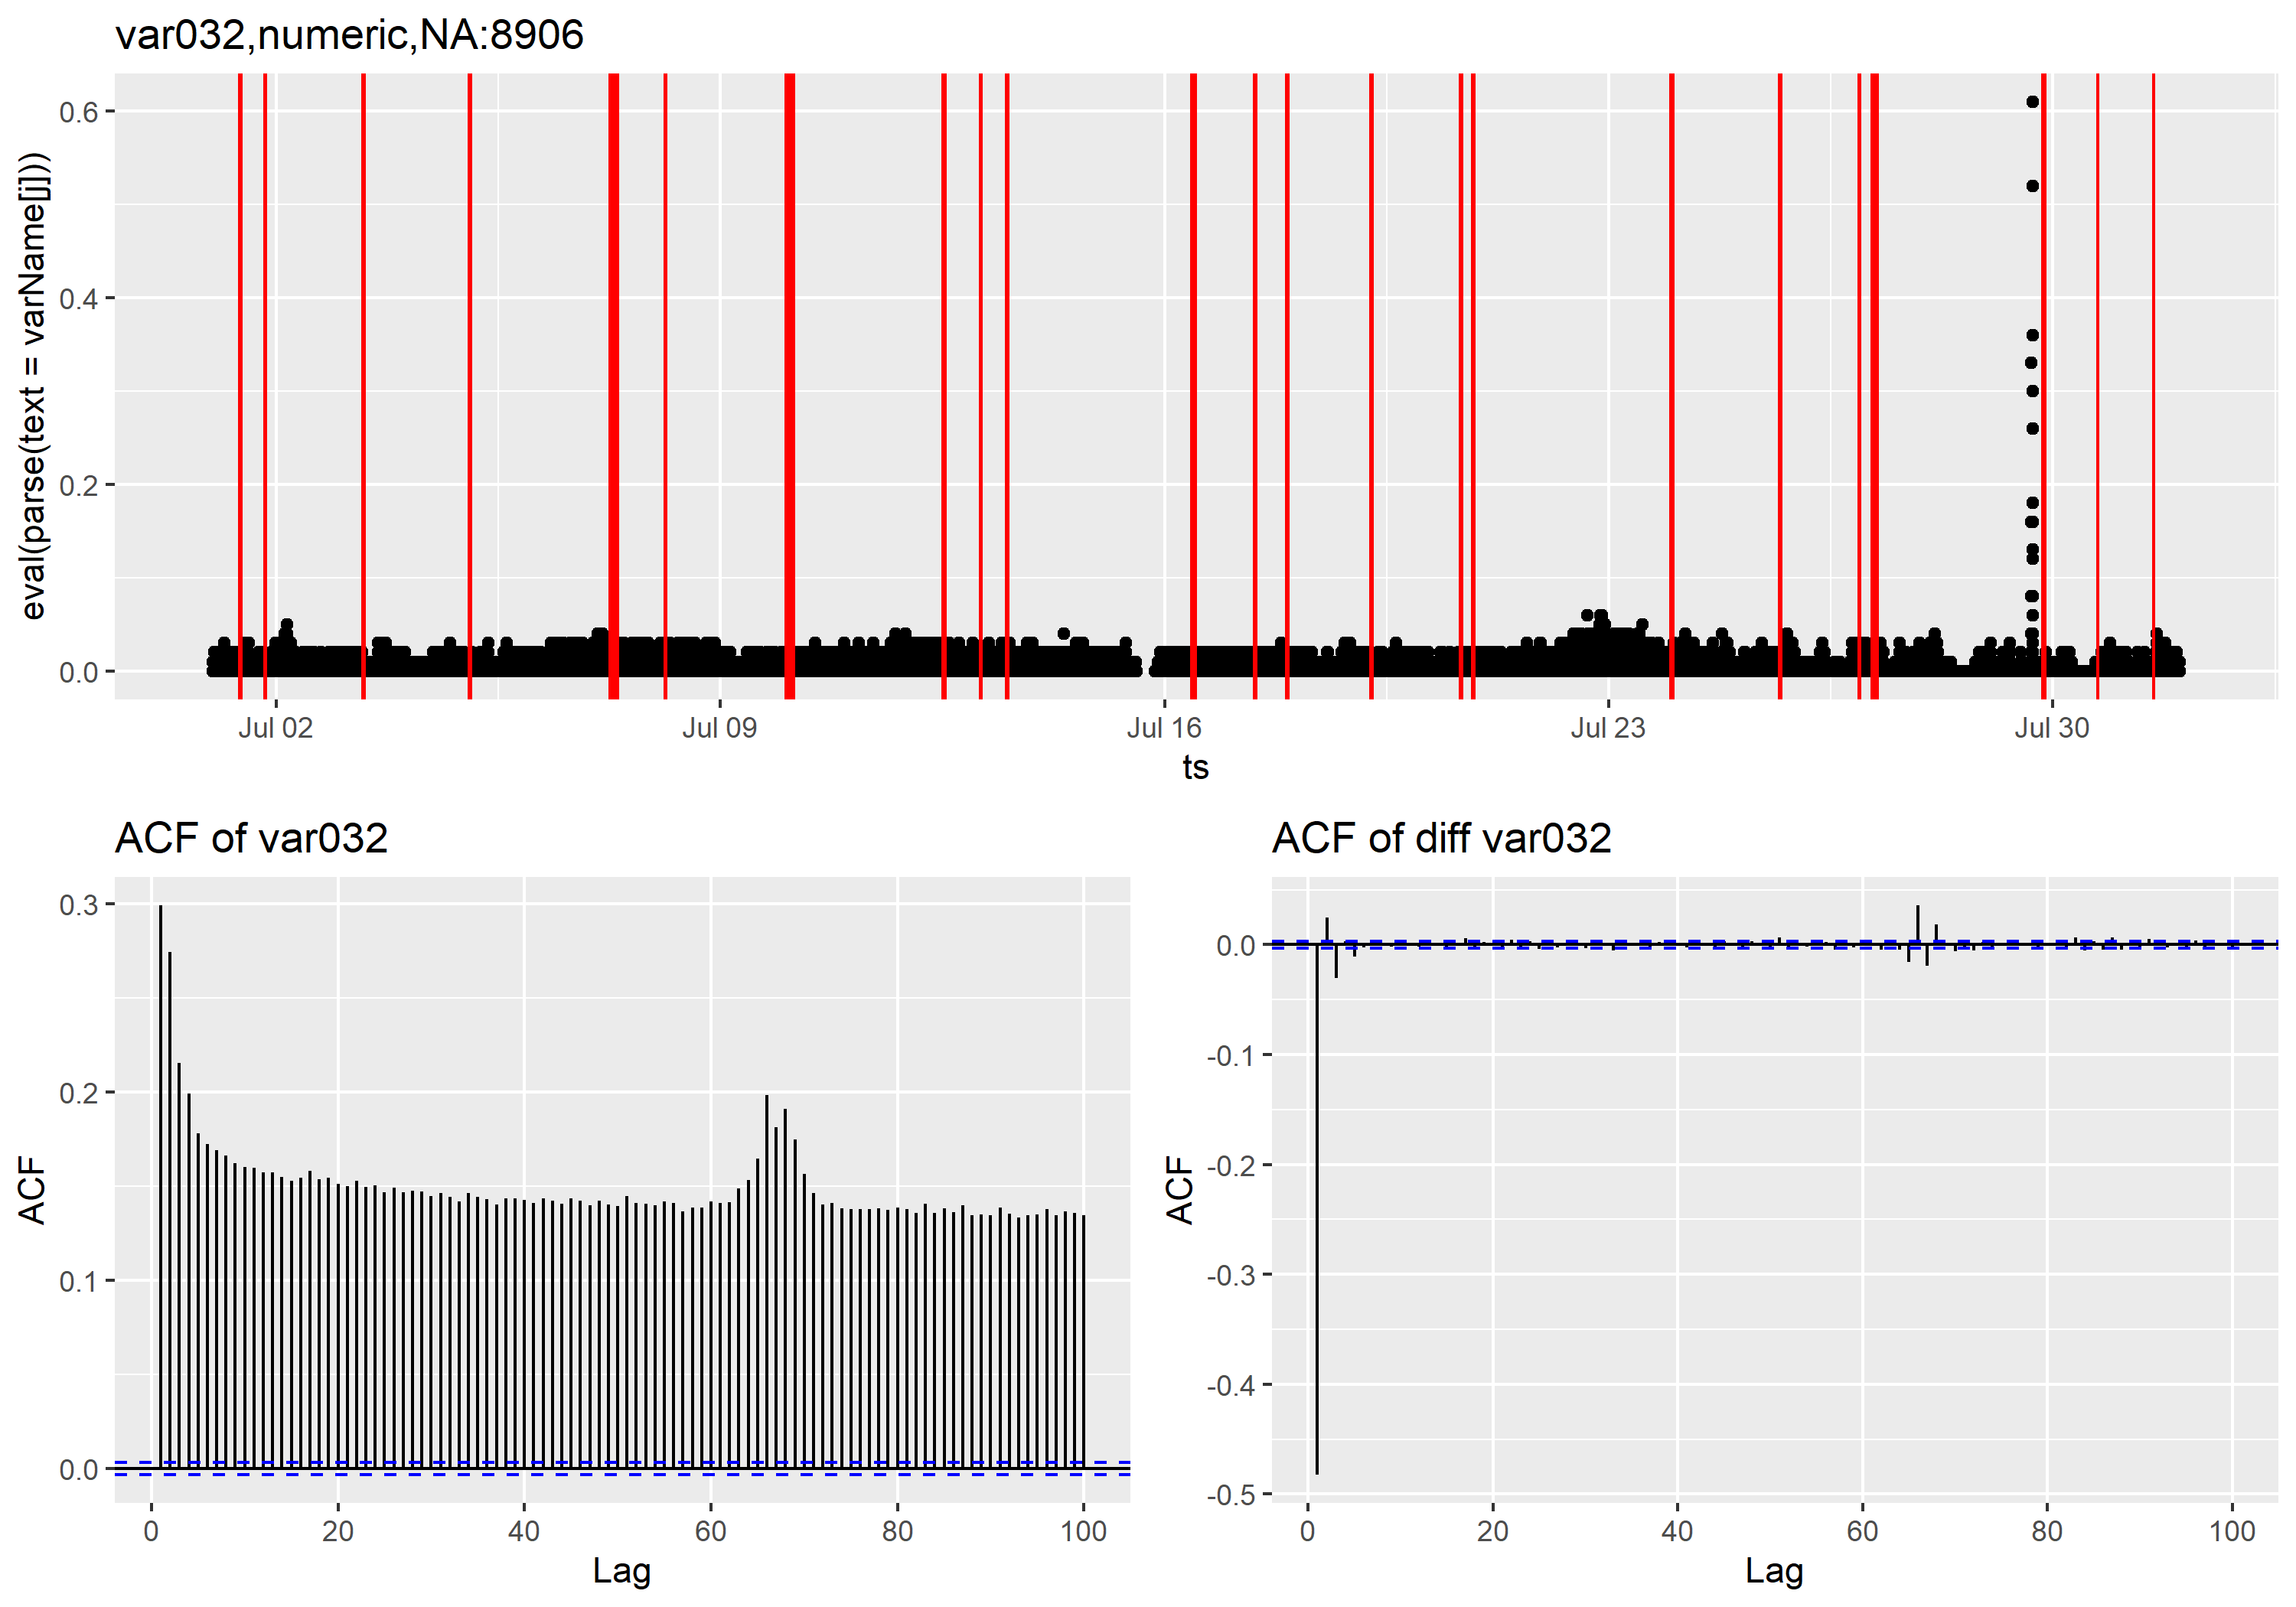 var032,numeric,NA:8906
eval(parse(text = varName[j]))
0.6
0.4
0.2
0.0
Jul 02 Jul 09 Jul 16 Jul 23 Jul 30
ts
ACF of var032
ACF
0.3
0.2
0.1
0.0
0 20 40 60 80 100
Lag
ACF of diff var032
ACF
0.0
-0.1
-0.2
-0.3
-0.4
-0.5
0 20 40 60 80 100
Lag